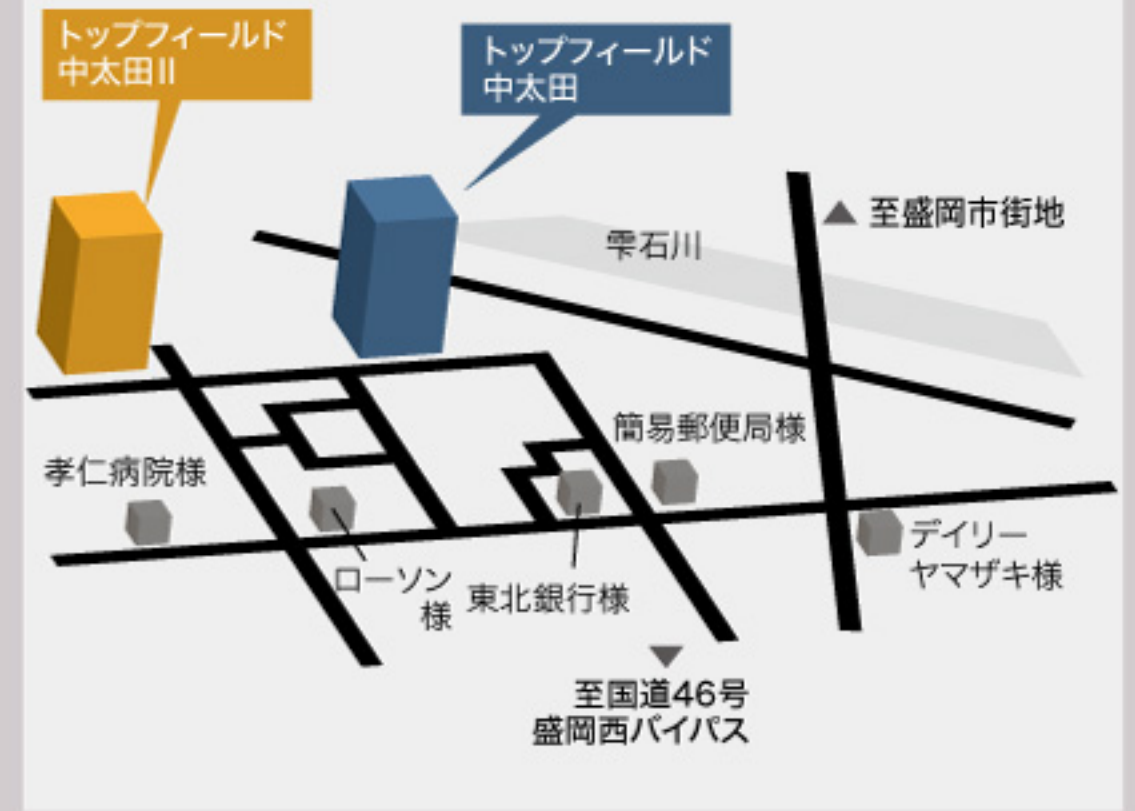 トップフィールド
中太田II
トップフィールド
中太田
至盛岡市街地
雫石川
簡易郵便局様
孝仁病院様
デイリー
ヤマザキ様
ローソン
様
東北銀行様
至国道46号
盛岡西バイパス